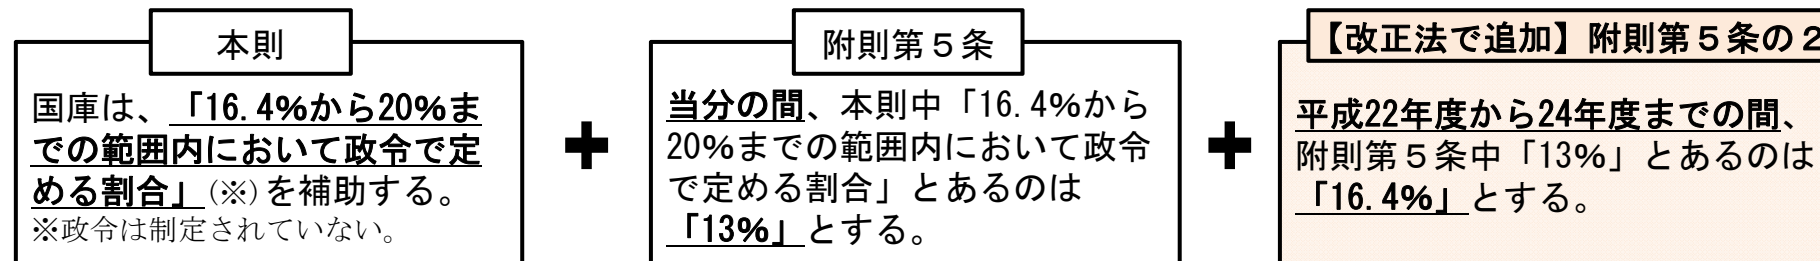 本則
国庫は、「16.4%から20%ま
での範囲内において政令で定
める割合」(※)を補助する。
※政令は制定されていない。
+
附則第5条
当分の間、本則中「16.4%から
20%までの範囲内において政令
で定める割合」とあるのは
「13%」とする。
+
【改正法で追加】附則第5条の2
平成22年度から24年度までの間、
附則第5条中「13%」とあるのは
「16.4%」とする。